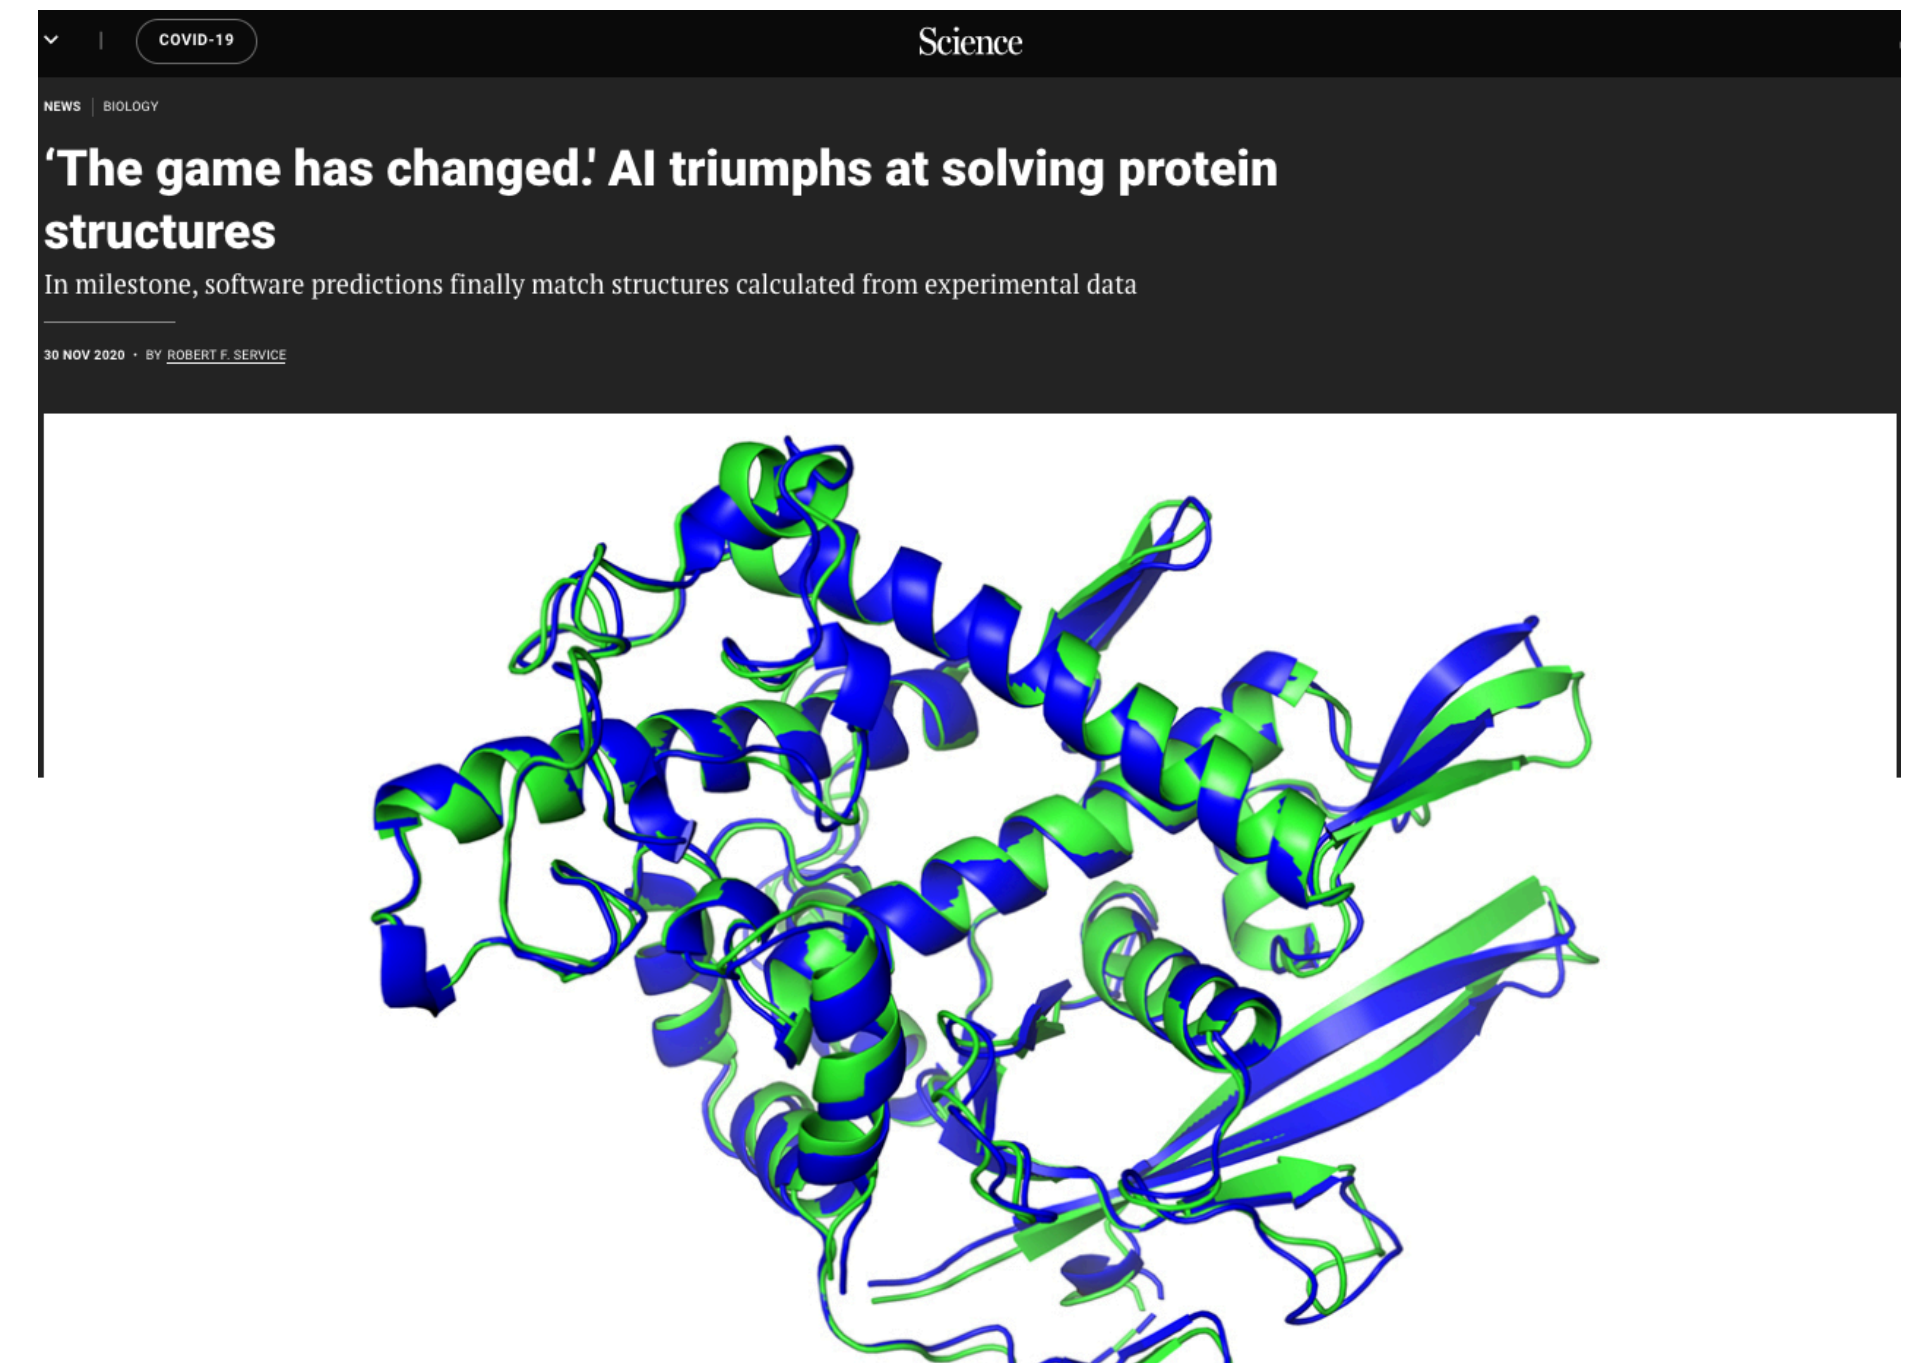 COVID-19
Science
NEWS | BIOLOGY
‘The game has changed.' AI triumphs at solving protein
structures
In milestone, software predictions finally match structures calculated from experimental data
30 NOV 2020 • BY ROBERT F. SERVICE